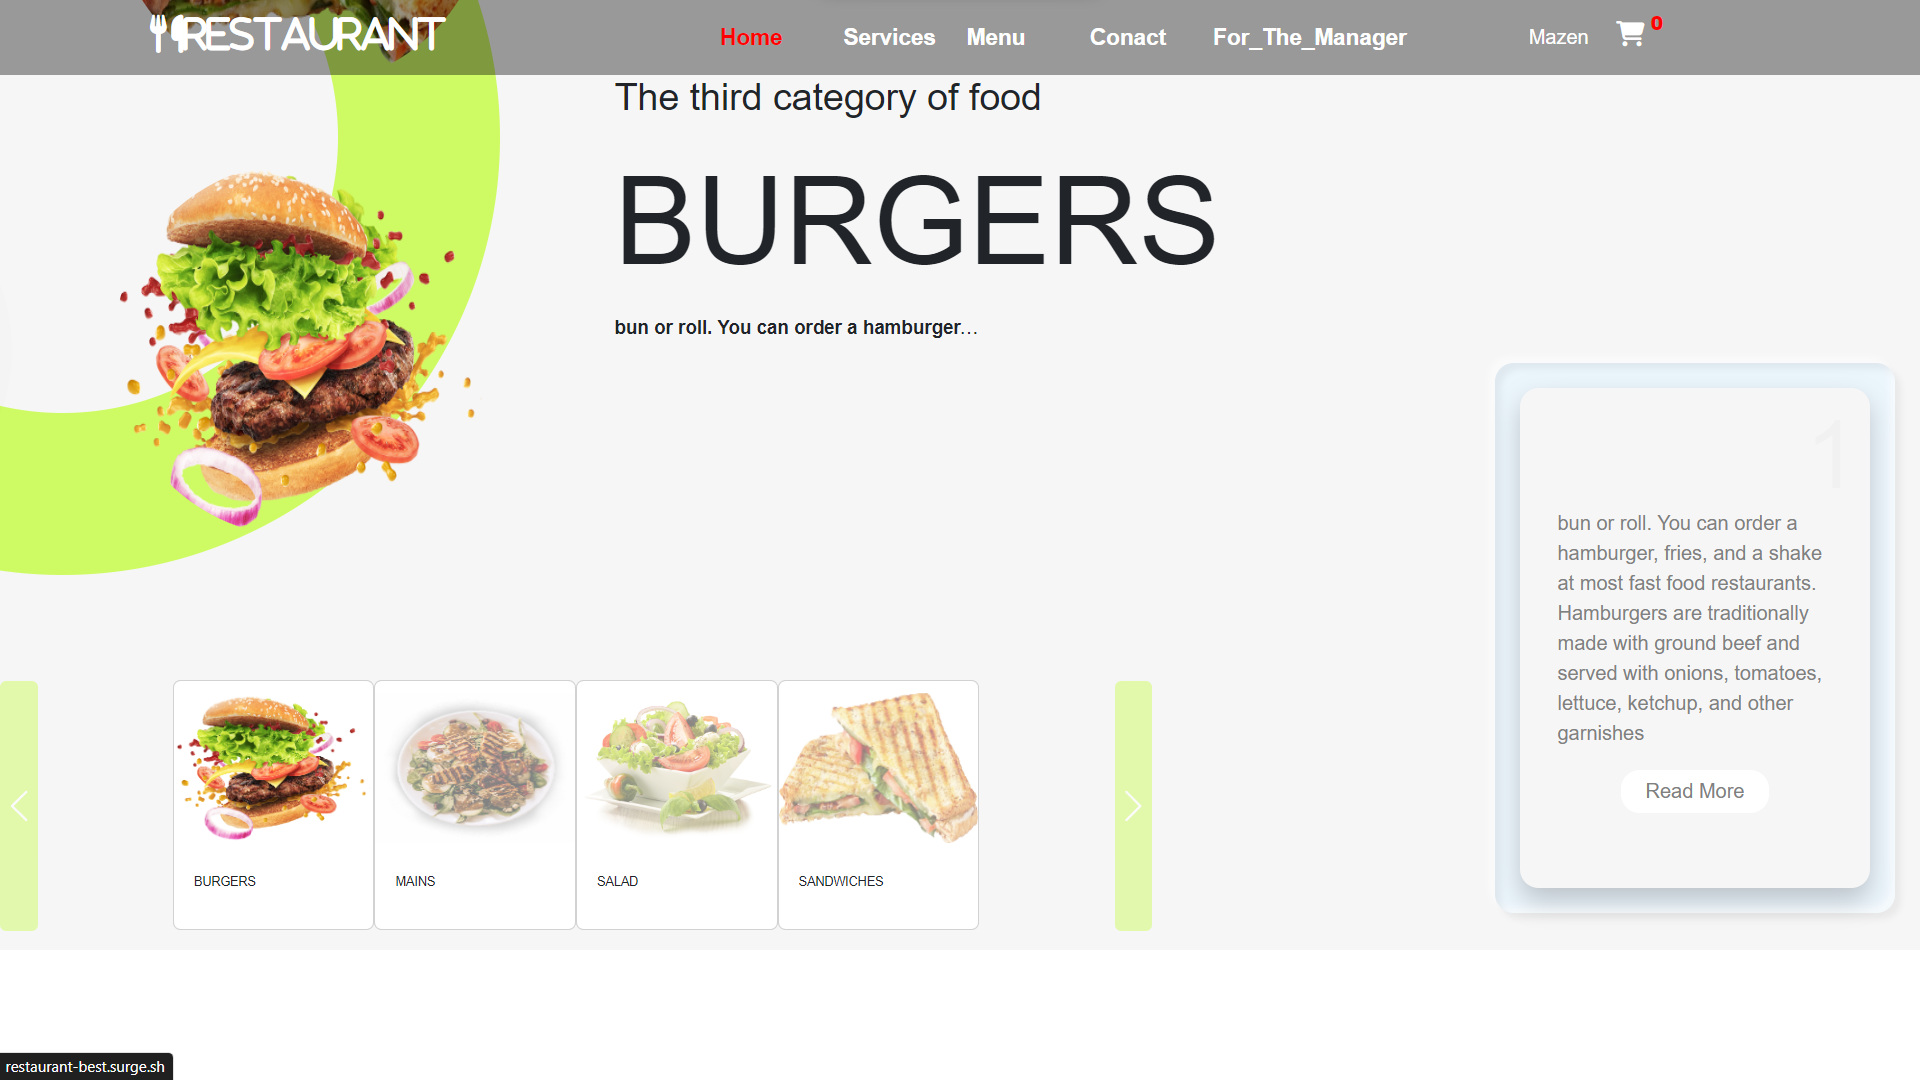 RESTAURANT
Home Services Menu Conact For_The_Manager Mazen 0
The third category of food
BURGERS
bun or roll. You can order a hamburger...
1
bun or roll. You can order a
hamburger, fries, and a shake
at most fast food restaurants.
Hamburgers are traditionally
made with ground beef and
served with onions, tomatoes,
lettuce, ketchup, and other
garnishes
Read More
BURGERS
MAINS
SALAD
SANDWICHES
restaurant-best.surge.sh